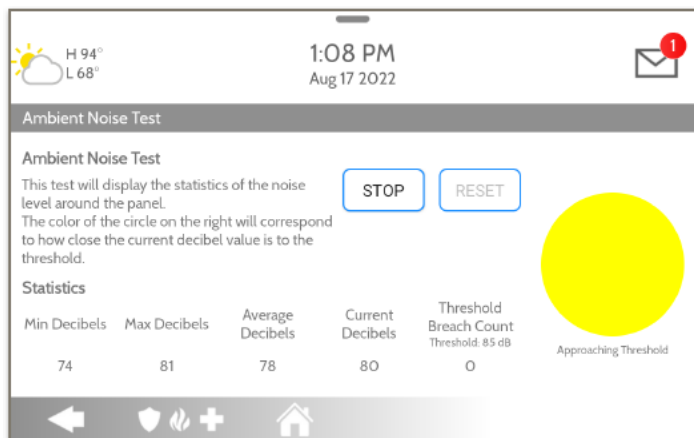 H 94°
L 68°
1:08 PM
Aug 17 2022
1
Ambient Noise Test
Ambient Noise Test
This test will display the statistics of the noise
level around the panel.
The color of the circle on the right will correspond
to how close the current decibel value is to the
threshold.
STOP
RESET
Statistics
Min Decibels
Max Decibels
Average
Decibels
Current
Decibels
Threshold
Breach Count
Threshold: 85 dB
74
81
78
80
0
Approaching Threshold